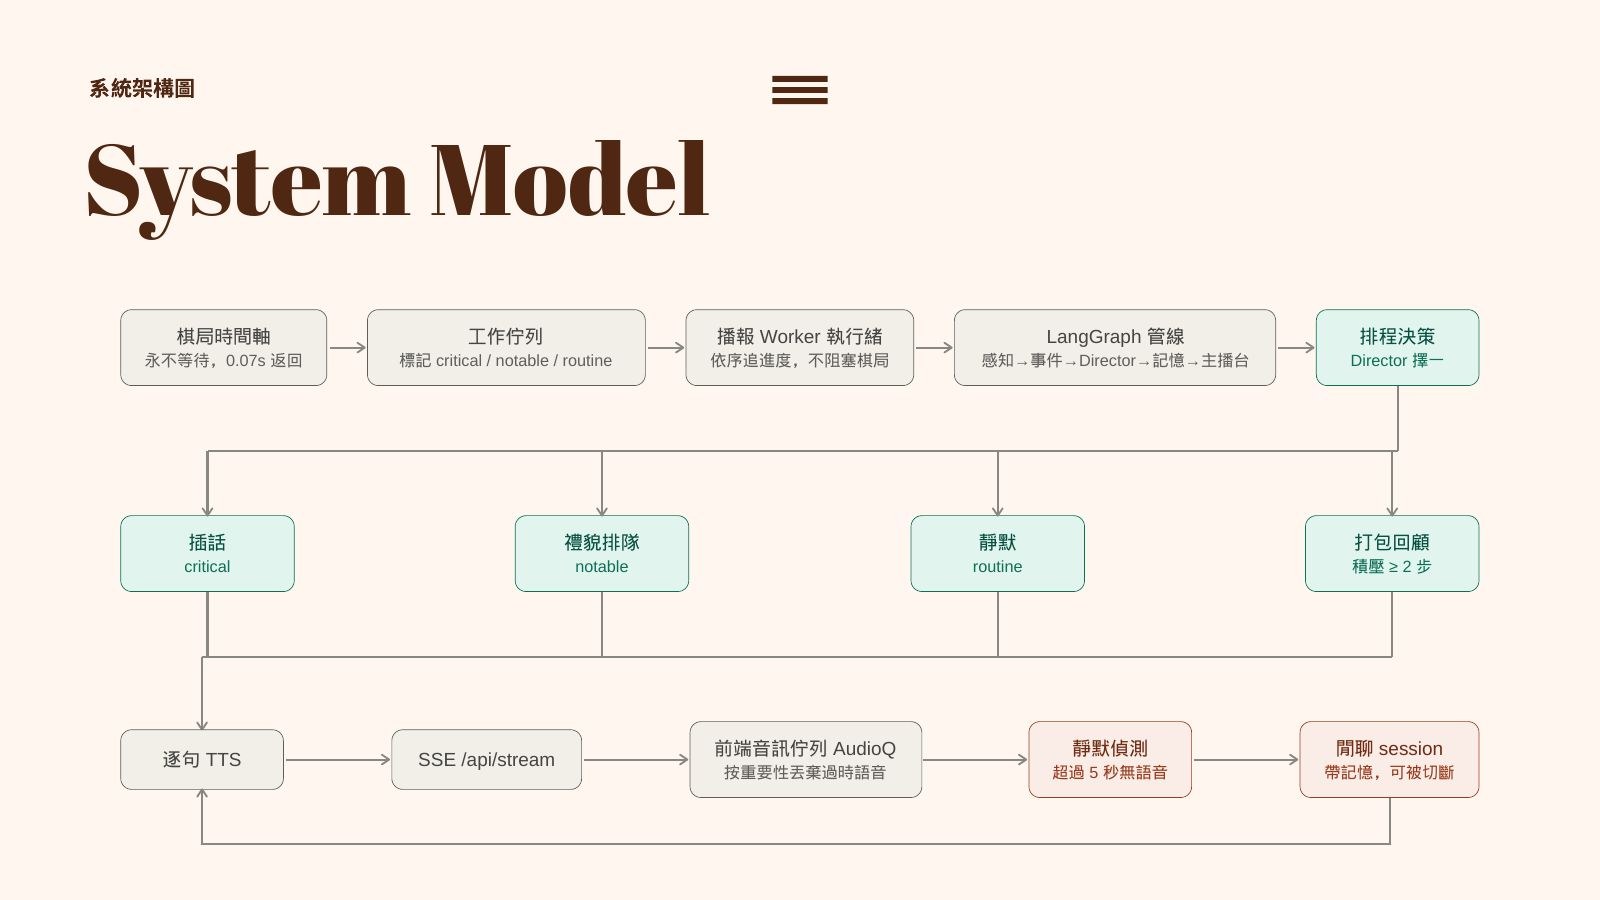 系統架構圖
System Model
棋局時間軸
永不等待，0.07s 返回
工作佇列
標記 critical / notable / routine
播報 Worker 執行緒
依序追進度，不阻塞棋局
LangGraph 管線
感知→事件→Director→記憶→主播台
排程決策
Director 擇一
插話
critical
禮貌排隊
notable
靜默
routine
打包回顧
積壓 ≥ 2 步
逐句 TTS
SSE /api/stream
前端音訊佇列 AudioQ
按重要性丟棄過時語音
靜默偵測
超過 5 秒無語音
閒聊 session
帶記憶，可被切斷